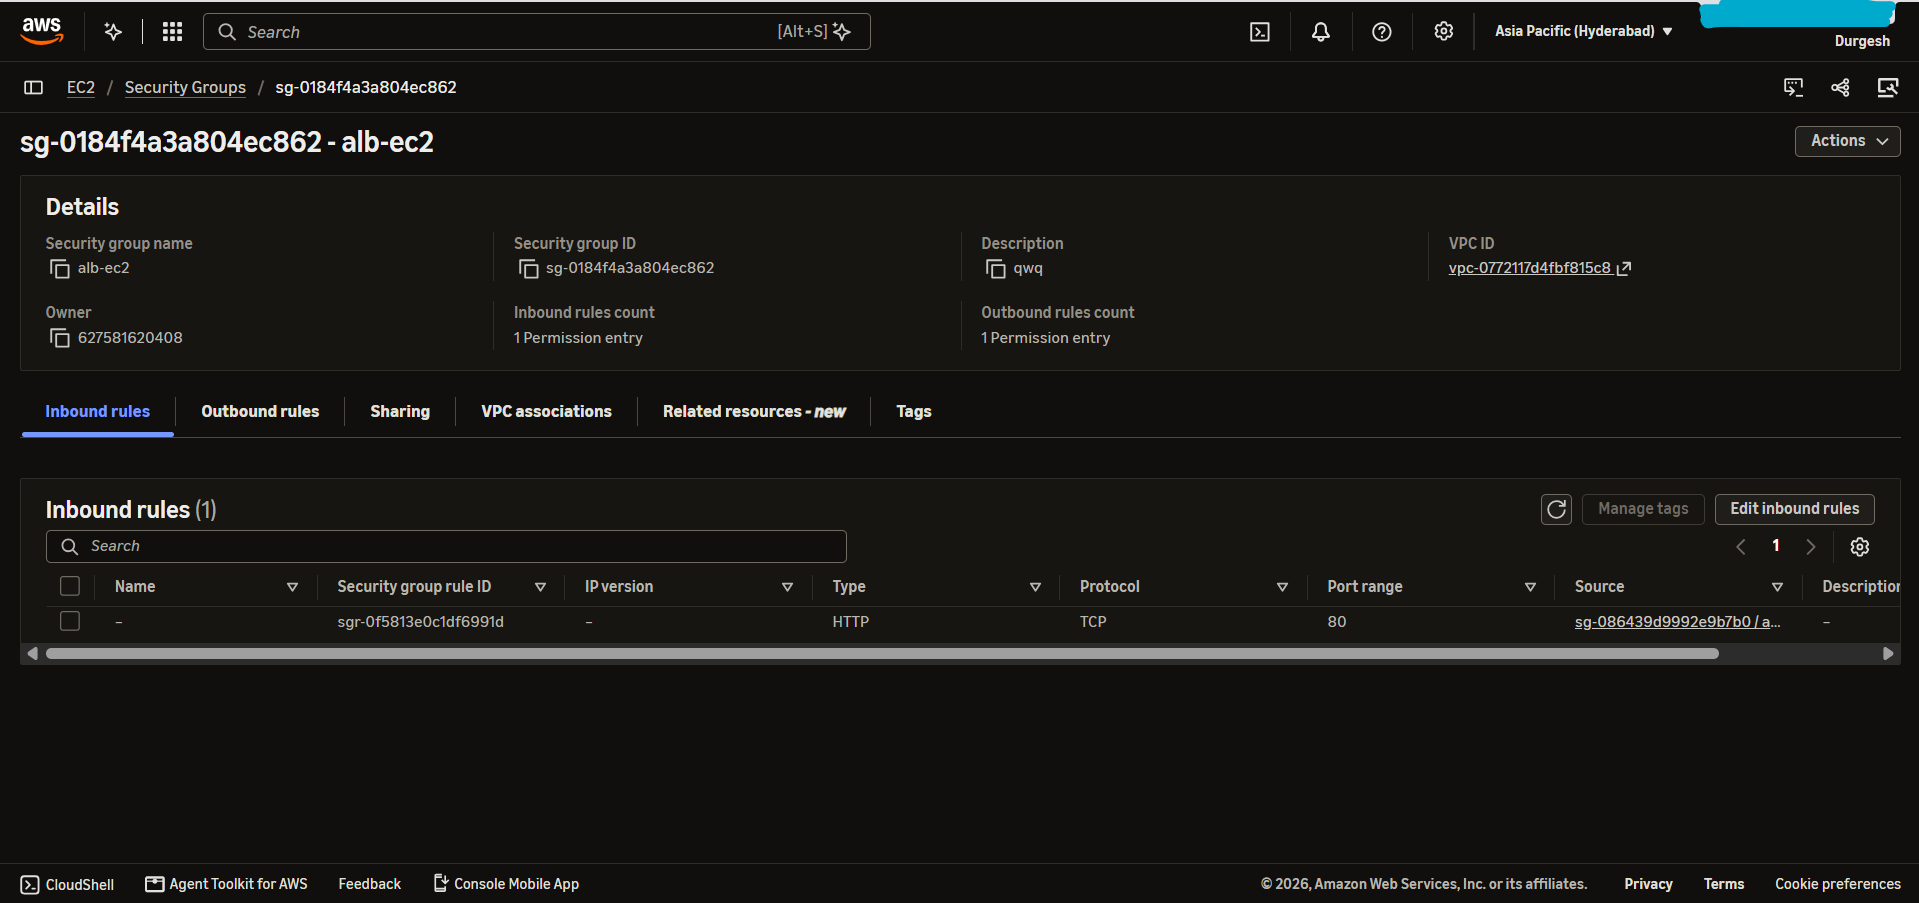 aws
Search [Alt+S]
Asia Pacific (Hyderabad)
Durgesh
EC2 / Security Groups / sg-0184f4a3a804ec862
sg-0184f4a3a804ec862 - alb-ec2
Actions
Details
Security group name
alb-ec2
Security group ID
sg-0184f4a3a804ec862
Description
qwq
VPC ID
vpc-0772117d4fbf815c8
Owner
627581620408
Inbound rules count
1 Permission entry
Outbound rules count
1 Permission entry
Inbound rules Outbound rules Sharing VPC associations Related resources - new Tags
Inbound rules (1)
Manage tags Edit inbound rules
Search
1
Name Security group rule ID IP version Type Protocol Port range Source Description
– sgr-0f5813e0c1df6991d – HTTP TCP 80 sg-086439d9992e9b7b0 / a... –
CloudShell Agent Toolkit for AWS Feedback Console Mobile App © 2026, Amazon Web Services, Inc. or its affiliates. Privacy Terms Cookie preferences